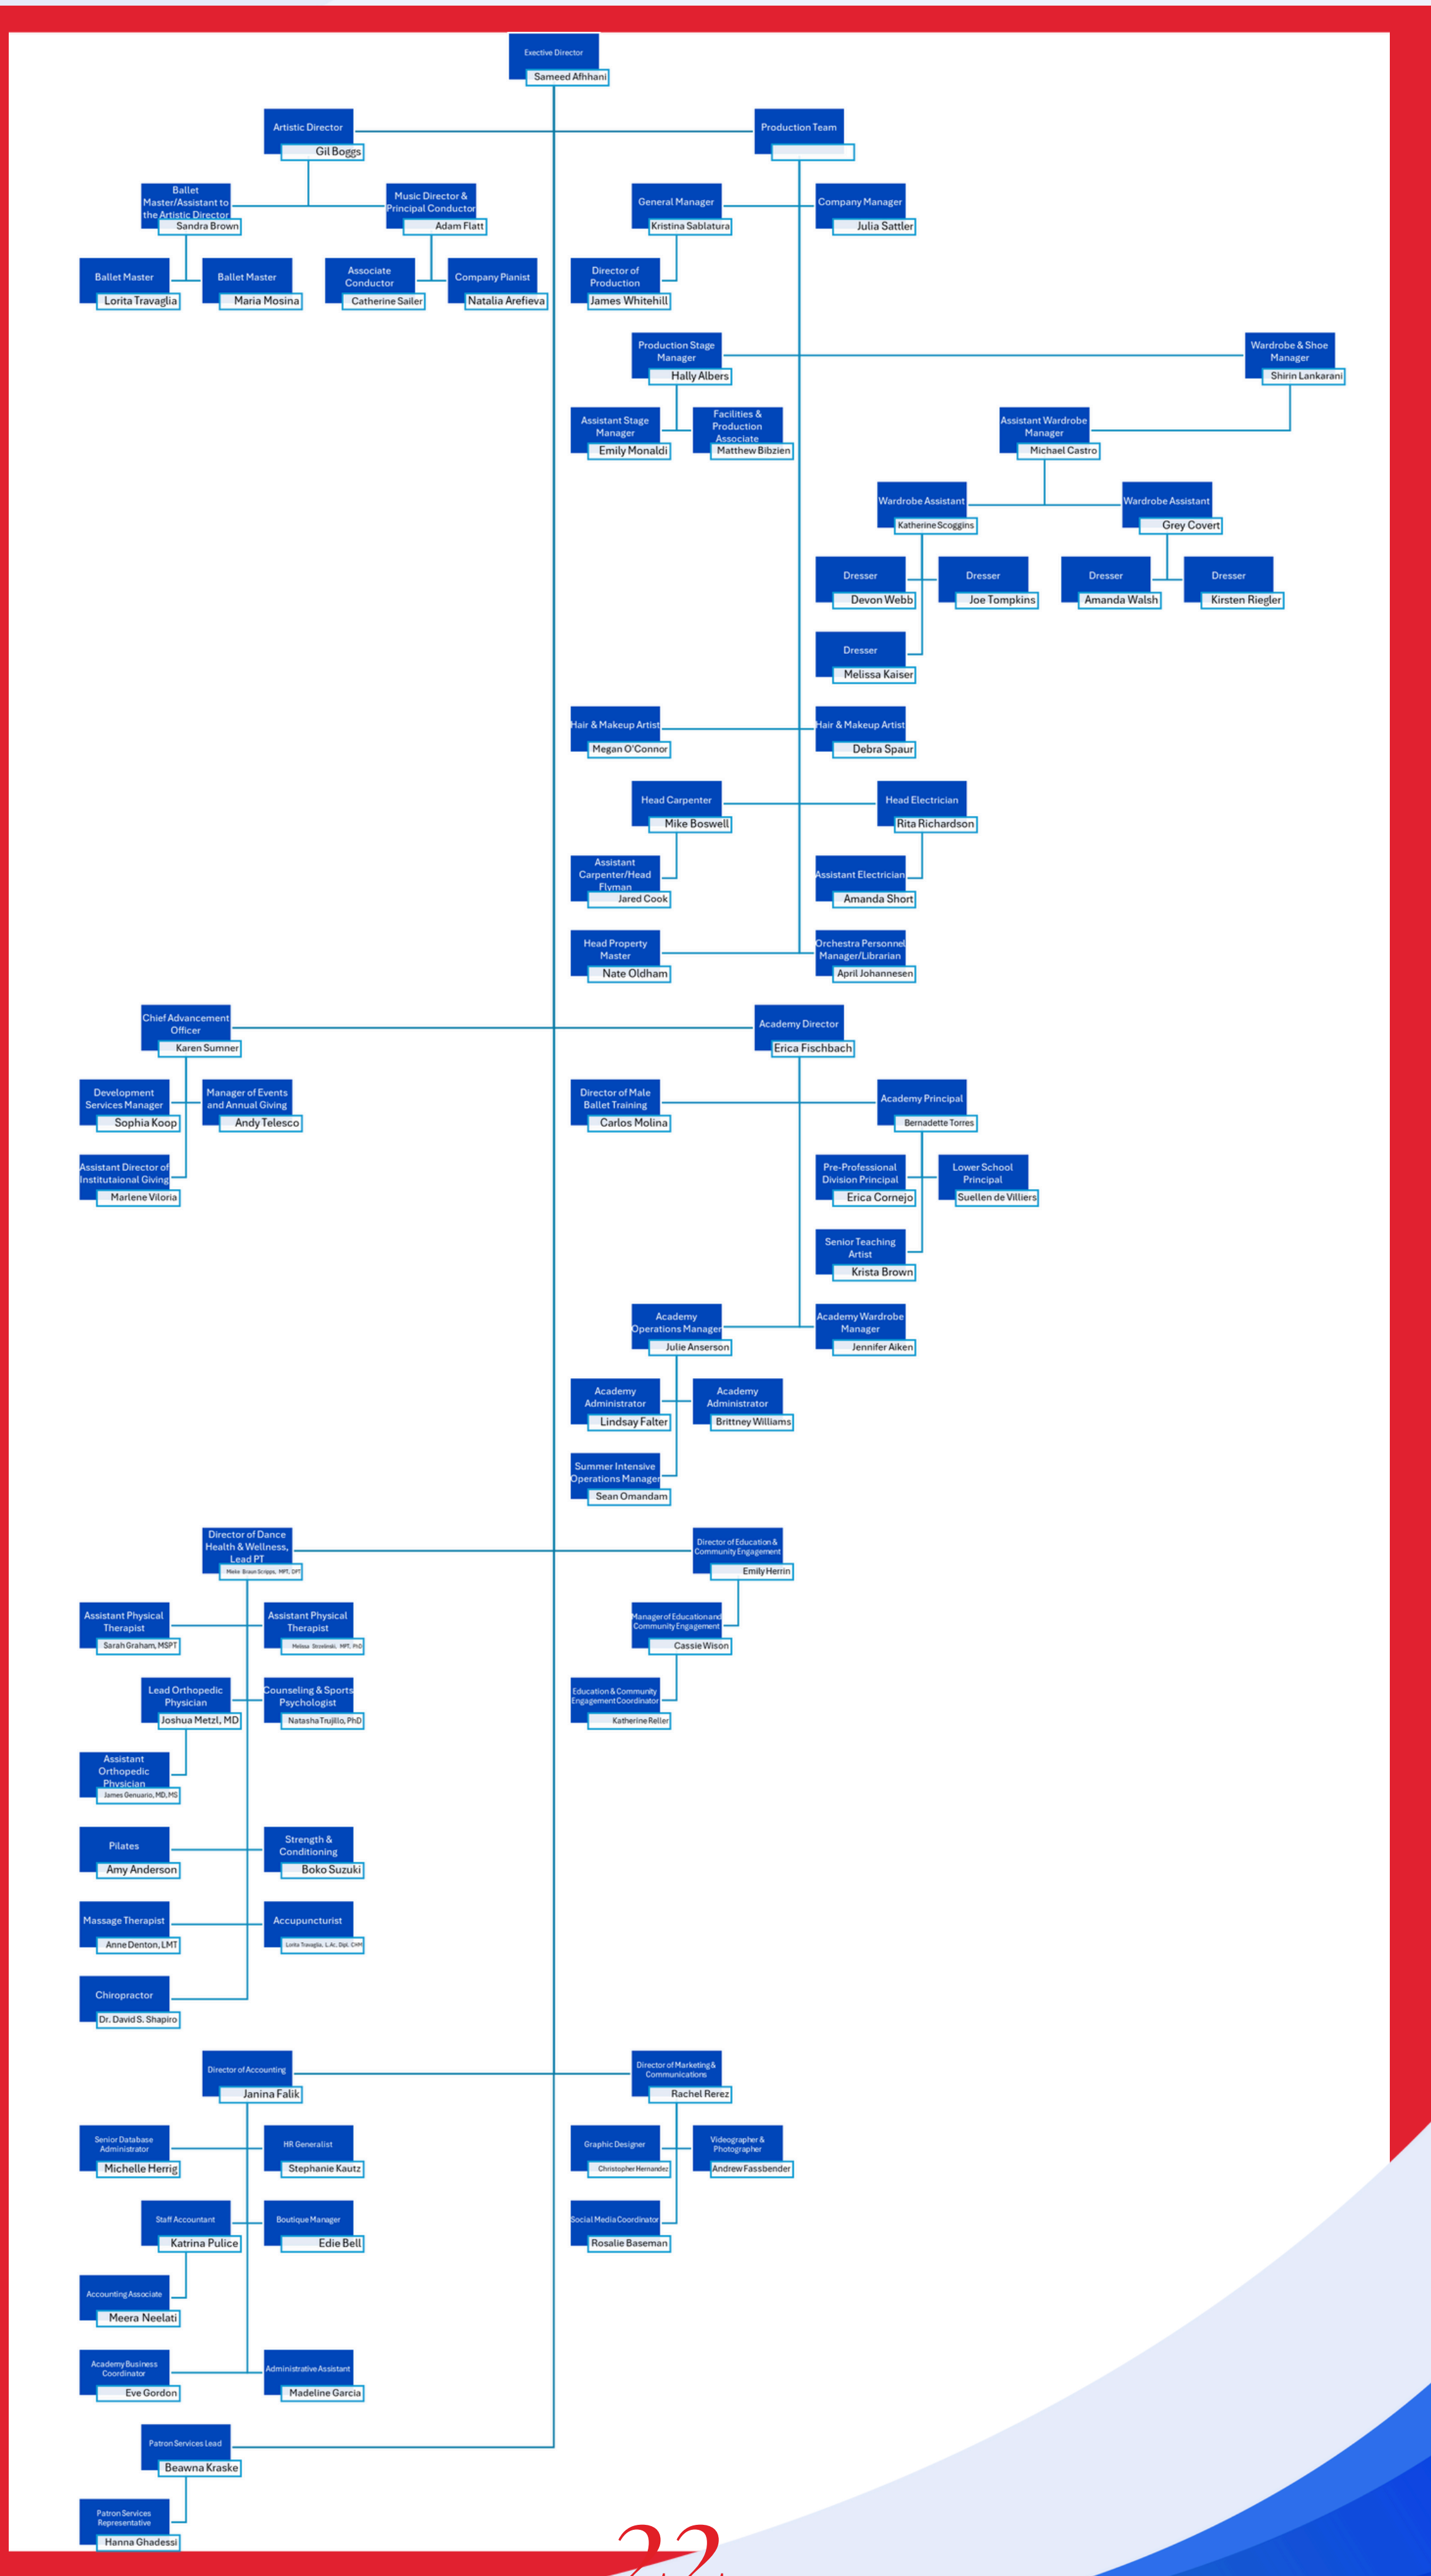 Exective Director
Sameed Afhhani
Artistic Director
Gil Boggs
Production Team
Ballet
Master/Assistant to
the Artistic Director
Sandra Brown
Music Director &
Principal Conductor
Adam Flatt
General Manager
Kristina Sablatura
Company Manager
Julia Sattler
Ballet Master
Lorita Travaglia
Ballet Master
Maria Mosina
Associate
Conductor
Catherine Sailer
Company Pianist
Natalia Arefieva
Director of
Production
James Whitehill
Production Stage
Manager
Hally Albers
Wardrobe & Shoe
Manager
Shirin Lankarani
Assistant Stage
Manager
Emily Monaldi
Facilities &
Production
Associate
Matthew Bibzien
Assistant Wardrobe
Manager
Michael Castro
Wardrobe Assistant
Katherine Scoggins
Wardrobe Assistant
Grey Covert
Dresser
Devon Webb
Dresser
Joe Tompkins
Dresser
Amanda Walsh
Dresser
Kirsten Riegler
Dresser
Melissa Kaiser
Hair & Makeup Artist
Megan O'Connor
Hair & Makeup Artist
Debra Spaur
Head Carpenter
Mike Boswell
Head Electrician
Rita Richardson
Assistant
Carpenter/Head
Flyman
Jared Cook
Assistant Electrician
Amanda Short
Head Property
Master
Nate Oldham
Orchestra Personnel
Manager/Librarian
April Johannesen
Chief Advancement
Officer
Karen Sumner
Academy Director
Erica Fischbach
Development
Services Manager
Sophia Koop
Manager of Events
and Annual Giving
Andy Telesco
Director of Male
Ballet Training
Carlos Molina
Academy Principal
Bernadette Torres
Assistant Director of
Institutaional Giving
Marlene Viloria
Pre-Professional
Division Principal
Erica Cornejo
Lower School
Principal
Suellen de Villiers
Senior Teaching
Artist
Krista Brown
Academy
Operations Manager
Julie Anserson
Academy Wardrobe
Manager
Jennifer Aiken
Academy
Administrator
Lindsay Falter
Academy
Administrator
Brittney Williams
Summer Intensive
Operations Manager
Sean Omandam
Director of Dance
Health & Wellness,
Lead PT
Mieke Braun Scripps, MPT, DPT
Director of Education &
Community Engagement
Emily Herrin
Assistant Physical
Therapist
Sarah Graham, MSPT
Assistant Physical
Therapist
Melissa Strzelinski, MPT, PhD
Manager of Education and
Community Engagement
Cassie Wison
Lead Orthopedic
Physician
Joshua Metzl, MD
Counseling & Sports
Psychologist
Natasha Trujillo, PhD
Education & Community
Engagement Coordinator
Katherine Reller
Assistant
Orthopedic
Physician
James Genuario, MD, MS
Pilates
Amy Anderson
Strength &
Conditioning
Boko Suzuki
Massage Therapist
Anne Denton, LMT
Accupuncturist
Lorita Travaglia, L.Ac, Dipl. CHM
Chiropractor
Dr. David S. Shapiro
Director of Accounting
Janina Falik
Director of Marketing &
Communications
Rachel Rerez
Senior Database
Administrator
Michelle Herrig
HR Generalist
Stephanie Kautz
Graphic Designer
Christopher Hernandez
Videographer &
Photographer
Andrew Fassbender
Staff Accountant
Katrina Pulice
Boutique Manager
Edie Bell
Social Media Coordinator
Rosalie Baseman
Accounting Associate
Meera Neelati
Academy Business
Coordinator
Eve Gordon
Administrative Assistant
Madeline Garcia
Patron Services Lead
Beawna Kraske
Patron Services
Representative
Hanna Ghadessi
22